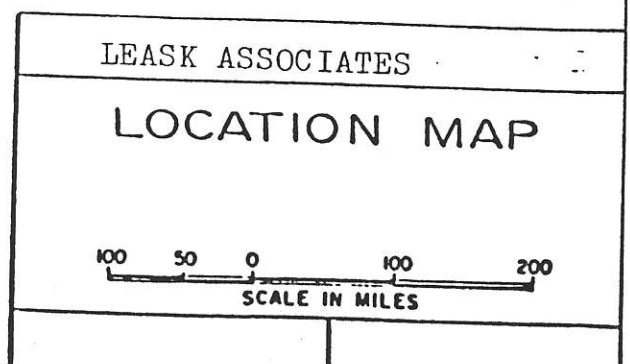 LEASK ASSOCIATES
LOCATION MAP
100 50 0 100 200
SCALE IN MILES